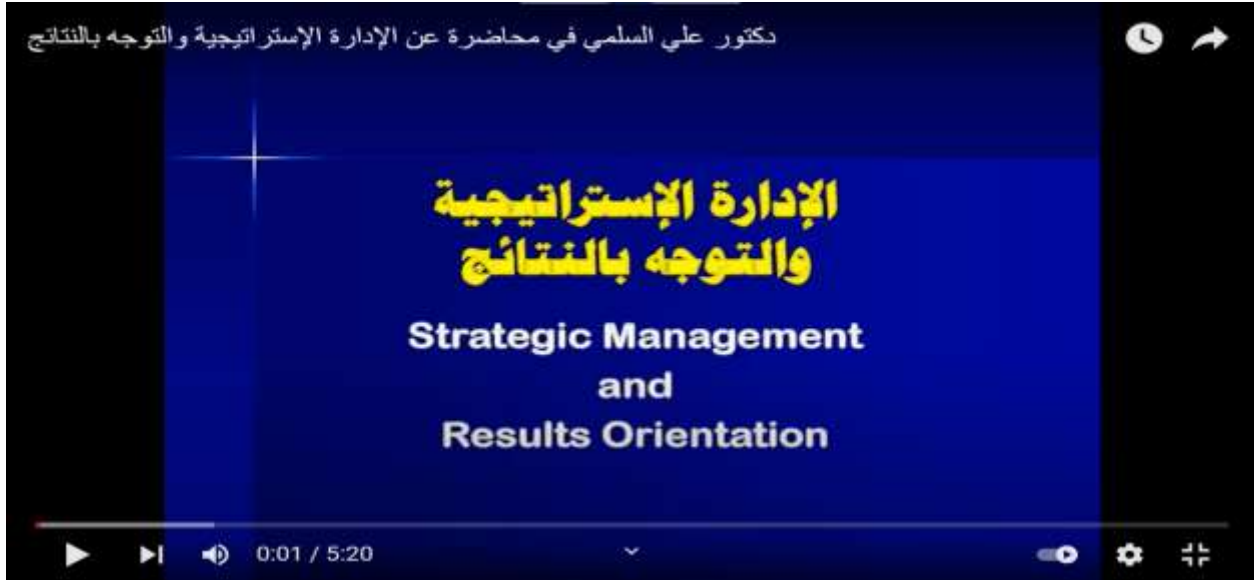 دكتور علي السلمي في محاضرة عن الإدارة الإستراتيجية والتوجه بالنتائج
الإدارة الإستراتيجية
والتوجه بالنتائج
Strategic Management
and
Results Orientation
0:01 / 5:20